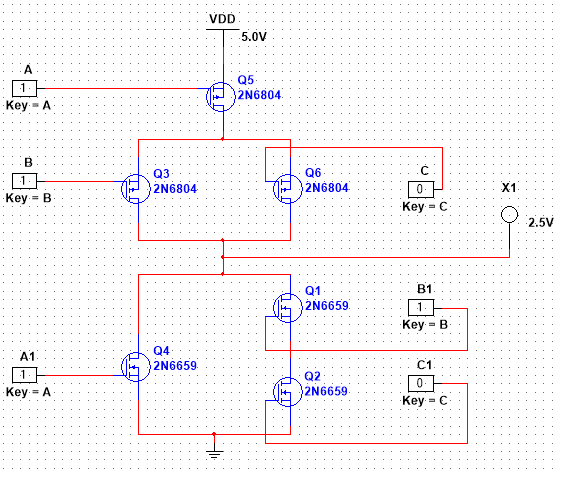 VDD
5.0V
A
1
Key = A
Q5
2N6804
B
1
Key = B
Q3
2N6804
Q6
2N6804
C
0
Key = C
X1
2.5V
Q1
2N6659
B1
1
Key = B
A1
1
Key = A
Q4
2N6659
Q2
2N6659
C1
0
Key = C